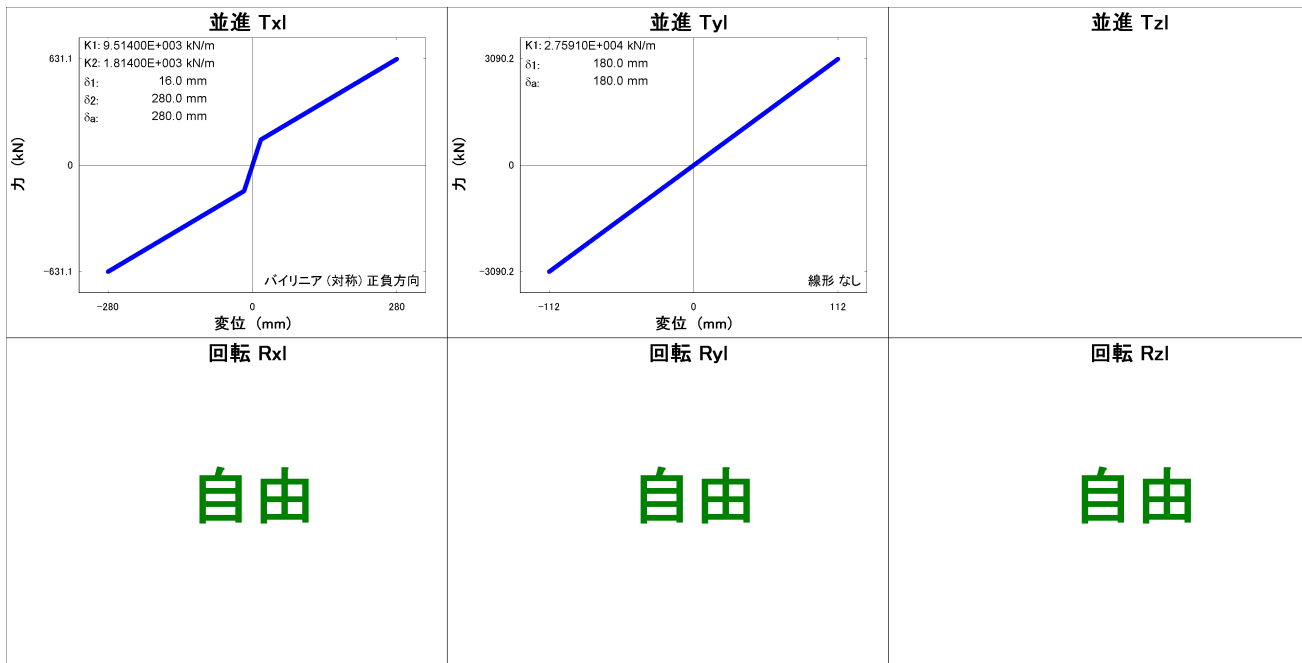 並進 Txl
K1: 9.51400E+003 kN/m
K2: 1.81400E+003 kN/m
δ1: 16.0 mm
δ2: 280.0 mm
δa: 280.0 mm
631.1
0
-631.1
力 (kN)
バイリニア (対称) 正負方向
-280 0 280
変位 (mm)
並進 Tyl
K1: 2.75910E+004 kN/m
δ1: 180.0 mm
δa: 180.0 mm
3090.2
0
-3090.2
力 (kN)
線形 なし
-112 0 112
変位 (mm)
並進 Tzl
回転 Rxl
自由
回転 Ryl
自由
回転 Rzl
自由